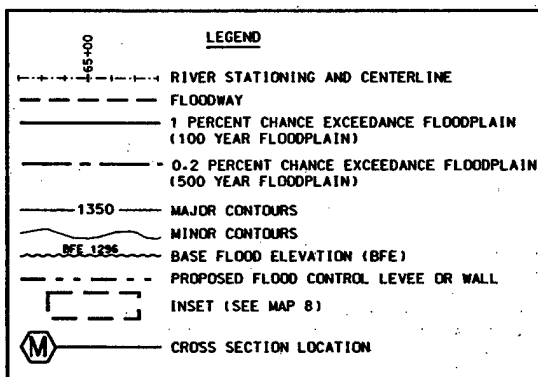 LEGEND
65+00
RIVER STATIONING AND CENTERLINE
FLOODWAY
1 PERCENT CHANCE EXCEEDANCE FLOODPLAIN
(100 YEAR FLOODPLAIN)
0.2 PERCENT CHANCE EXCEEDANCE FLOODPLAIN
(500 YEAR FLOODPLAIN)
1350 MAJOR CONTOURS
MINOR CONTOURS
BFE 1296 BASE FLOOD ELEVATION (BFE)
PROPOSED FLOOD CONTROL LEVEE OR WALL
INSET (SEE MAP 8)
M CROSS SECTION LOCATION